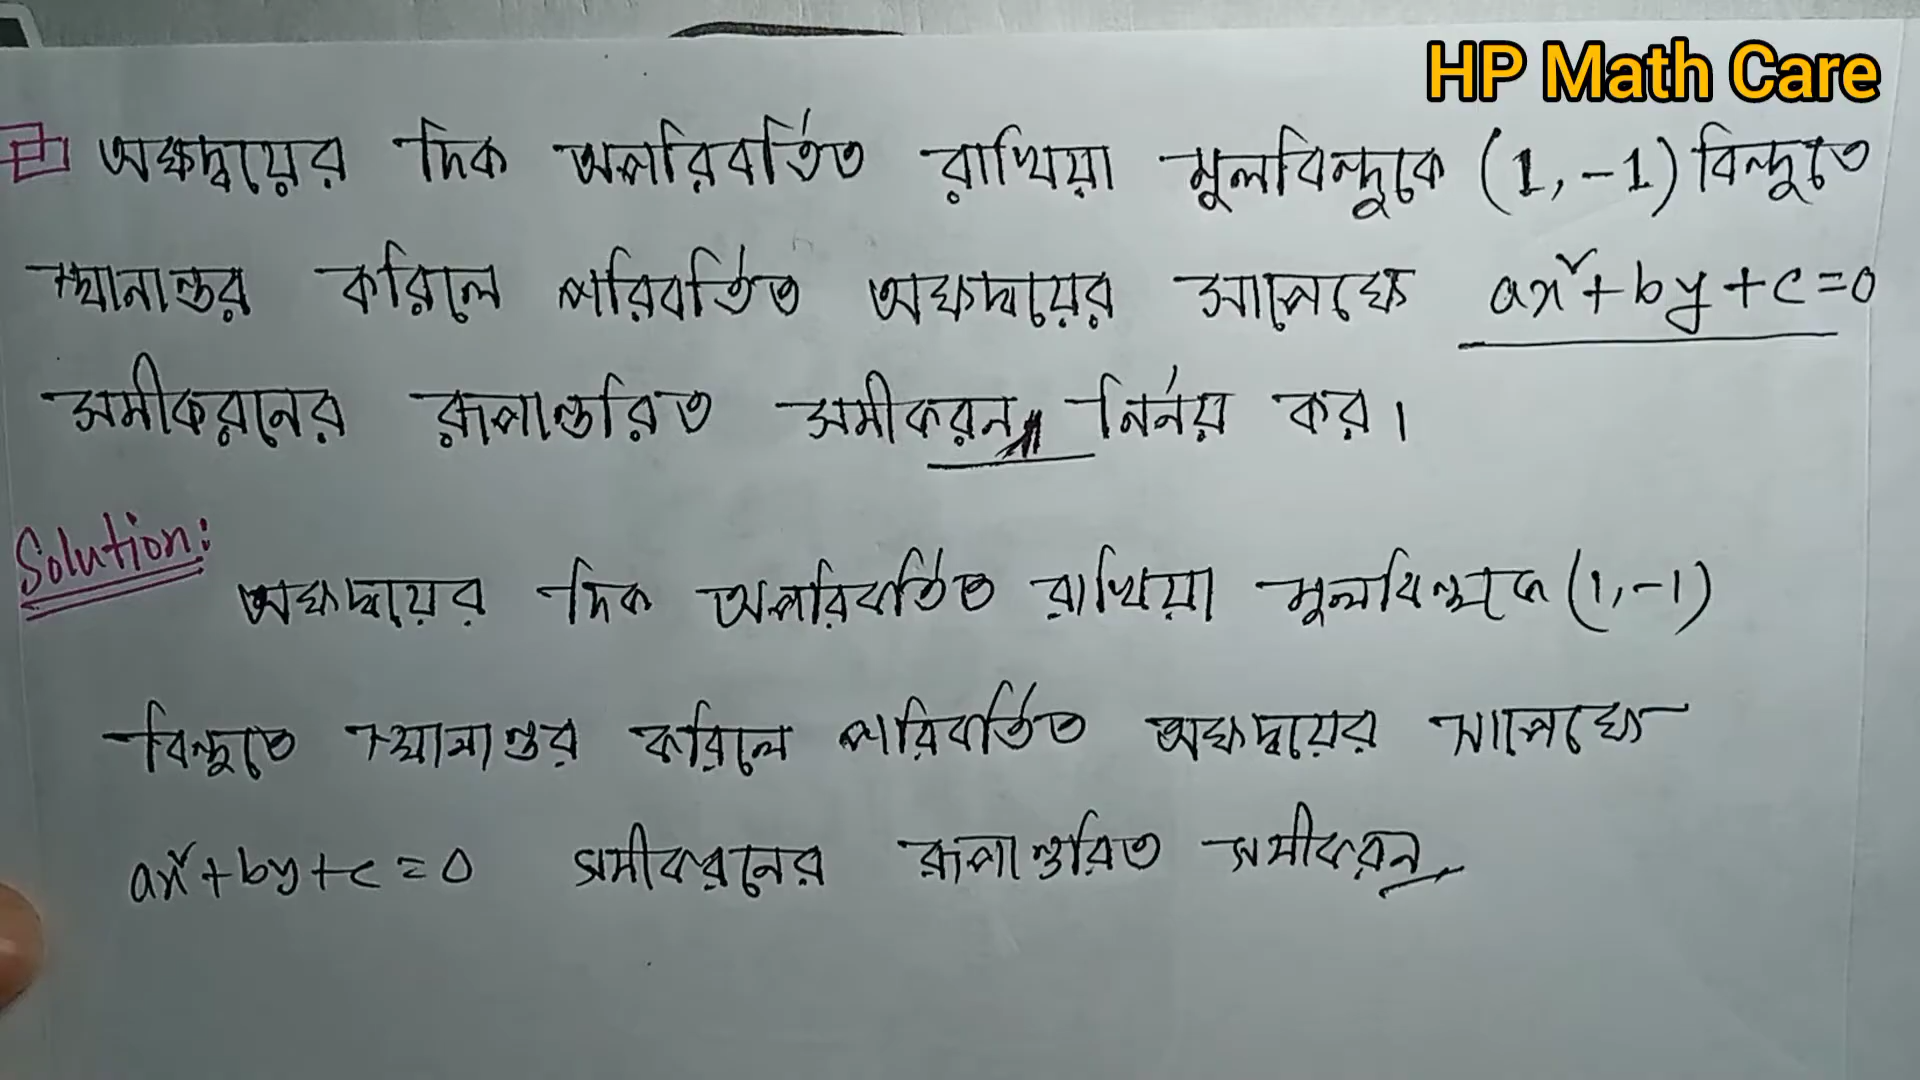 HP Math Care
অক্ষদ্বয়ের দিক অপরিবর্তিত রাখিয়া মূলবিন্দুকে (1, -1) বিন্দুতে
স্থানান্তর করিলে পরিবর্তিত অক্ষদ্বয়ের সাপেক্ষে ax²+by+c=0
সমীকরনের রূপান্তরিত সমীকরন নির্নয় কর।
Solution:
অক্ষদ্বয়ের দিক অপরিবর্তিত রাখিয়া মূলবিন্দুকে (1,-1)
বিন্দুতে স্থানান্তর করিলে পরিবর্তিত অক্ষদ্বয়ের সাপেক্ষে
ax²+by+c=0 সমীকরনের রূপান্তরিত সমীকরন